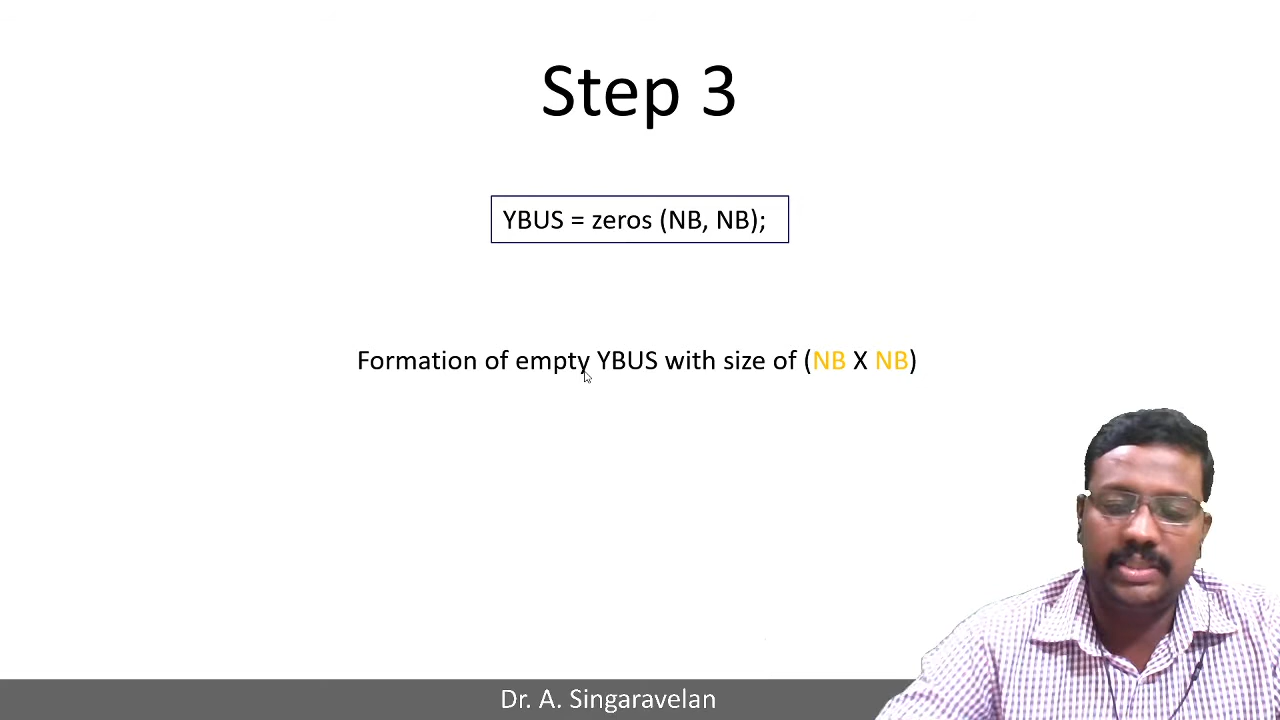 Step 3
YBUS = zeros (NB, NB);
Formation of empty YBUS with size of (NB X NB)
Dr. A. Singaravelan